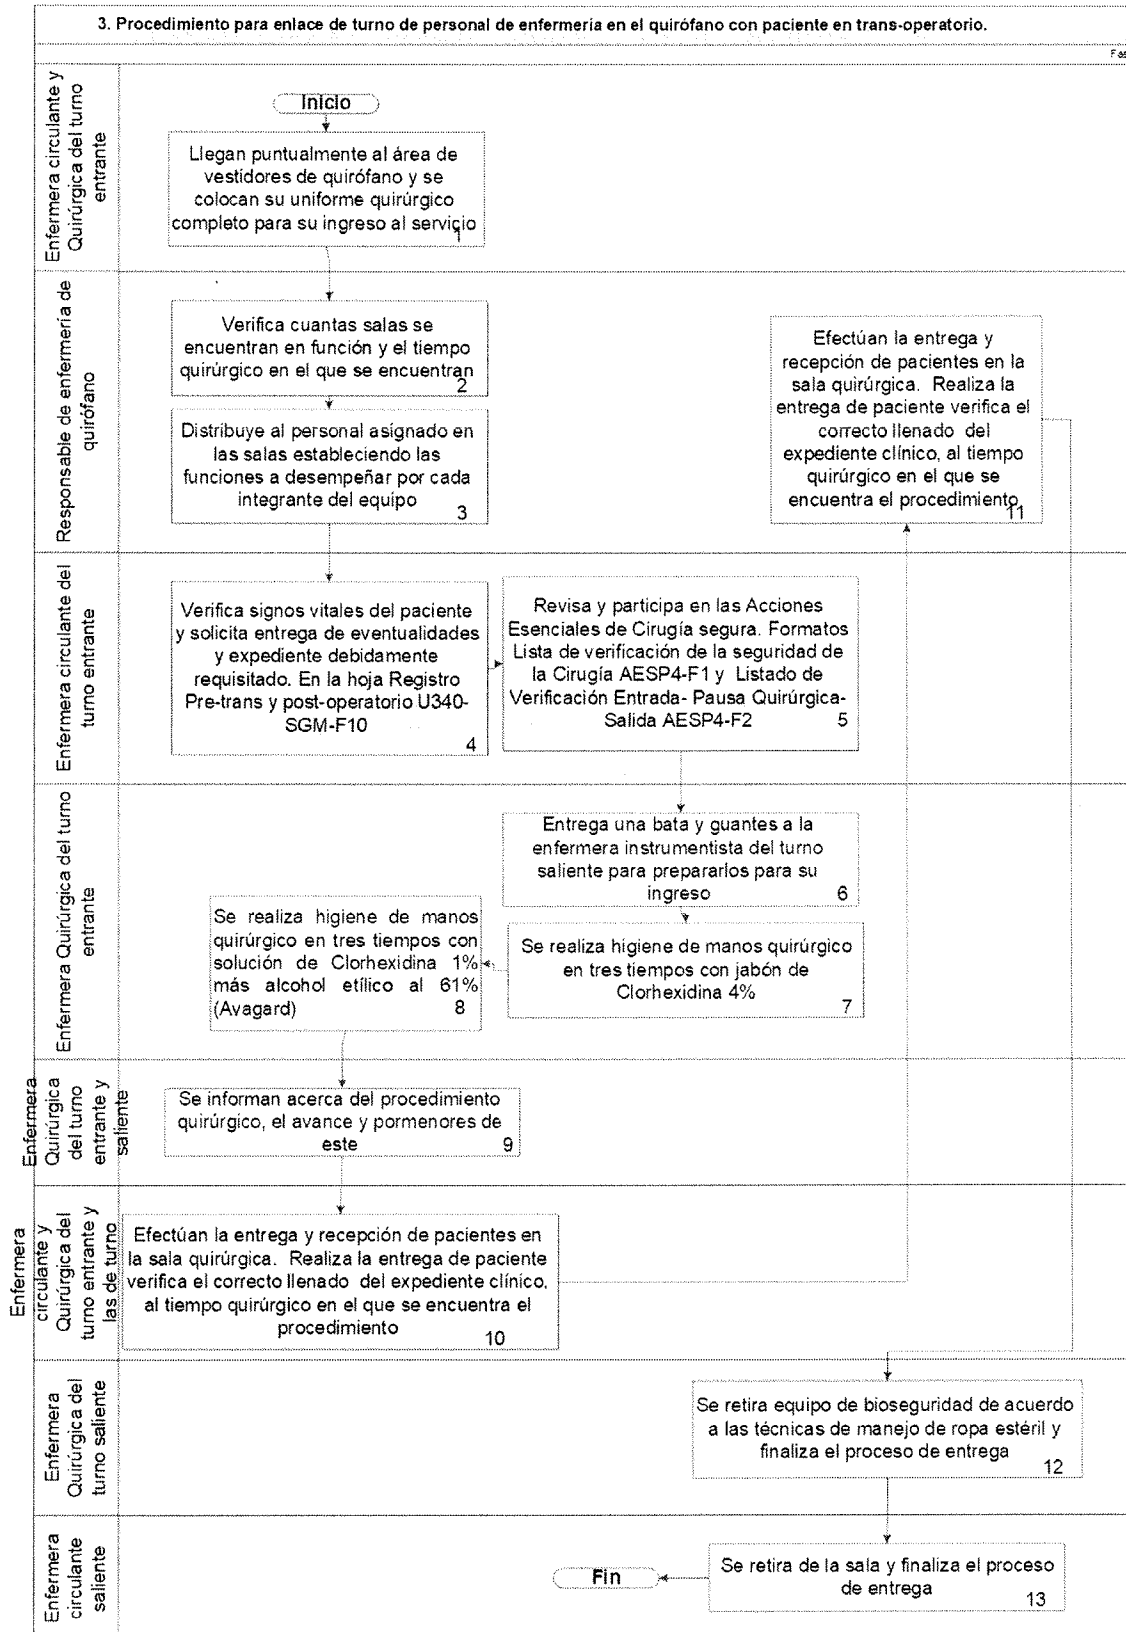 3. Procedimiento para enlace de turno de personal de enfermería en el quirófano con paciente en trans-operatorio.
Fas
Enfermera circulante y
Quirúrgica del turno
entrante
Inicio
Llegan puntualmente al área de
vestidores de quirófano y se
colocan su uniforme quirúrgico
completo para su ingreso al servicio
1
Responsable de enfermería de
quirófano
Verifica cuantas salas se
encuentran en función y el tiempo
quirúrgico en el que se encuentran
2
Distribuye al personal asignado en
las salas estableciendo las
funciones a desempeñar por cada
integrante del equipo
3
Efectúan la entrega y
recepción de pacientes en la
sala quirúrgica. Realiza la
entrega de paciente verifica el
correcto llenado del
expediente clínico, al tiempo
quirúrgico en el que se
encuentra el procedimiento
11
Enfermera circulante del
turno entrante
Verifica signos vitales del paciente
y solicita entrega de eventualidades
y expediente debidamente
requisitado. En la hoja Registro
Pre-trans y post-operatorio U340-
SGM-F10
4
Revisa y participa en las Acciones
Esenciales de Cirugía segura. Formatos
Lista de verificación de la seguridad de
la Cirugía AESP4-F1 y Listado de
Verificación Entrada- Pausa Quirúrgica-
Salida AESP4-F2
5
Enfermera Quirúrgica del turno
entrante
Entrega una bata y guantes a la
enfermera instrumentista del turno
saliente para prepararlos para su
ingreso
6
Se realiza higiene de manos quirúrgico
en tres tiempos con jabón de
Clorhexidina 4%
7
Se realiza higiene de manos
quirúrgico en tres tiempos con
solución de Clorhexidina 1%
más alcohol etílico al 61%
(Avagard)
8
Enfermera
Quirúrgica
del turno
entrante y
saliente
Se informan acerca del procedimiento
quirúrgico, el avance y pormenores de
este
9
Enfermera
circulante y
Quirúrgica del
turno entrante y
las de turno
Efectúan la entrega y recepción de pacientes en
la sala quirúrgica. Realiza la entrega de paciente
verifica el correcto llenado del expediente clínico,
al tiempo quirúrgico en el que se encuentra el
procedimiento
10
Enfermera
Quirúrgica del
turno saliente
Se retira equipo de bioseguridad de acuerdo
a las técnicas de manejo de ropa estéril y
finaliza el proceso de entrega
12
Enfermera
circulante
saliente
Se retira de la sala y finaliza el proceso
de entrega
13
Fin